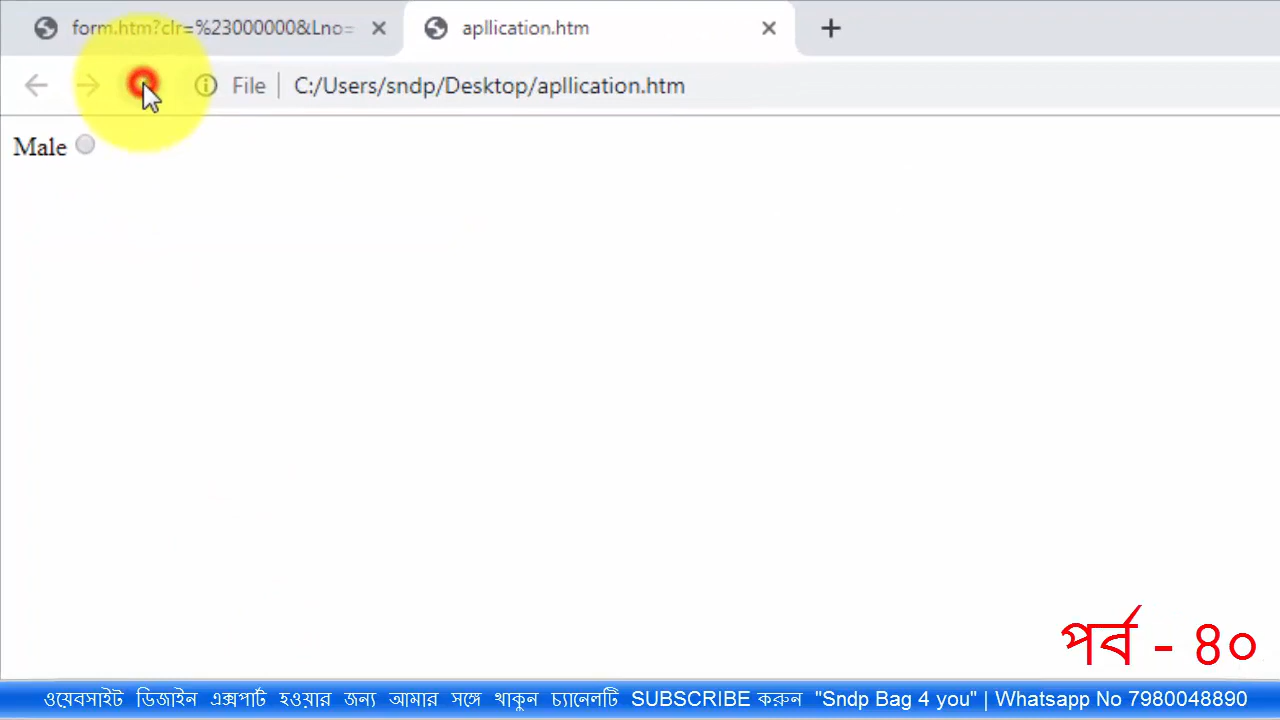 form.htm?clr=%23000000&Lno=
apllication.htm
File
C:/Users/sndp/Desktop/apllication.htm
Male
পর্ব - ৪০
ওয়েবসাইট ডিজাইন এক্সপার্ট হওয়ার জন্য আমার সঙ্গে থাকুন চ্যানেলটি SUBSCRIBE করুন "Sndp Bag 4 you" | Whatsapp No 7980048890